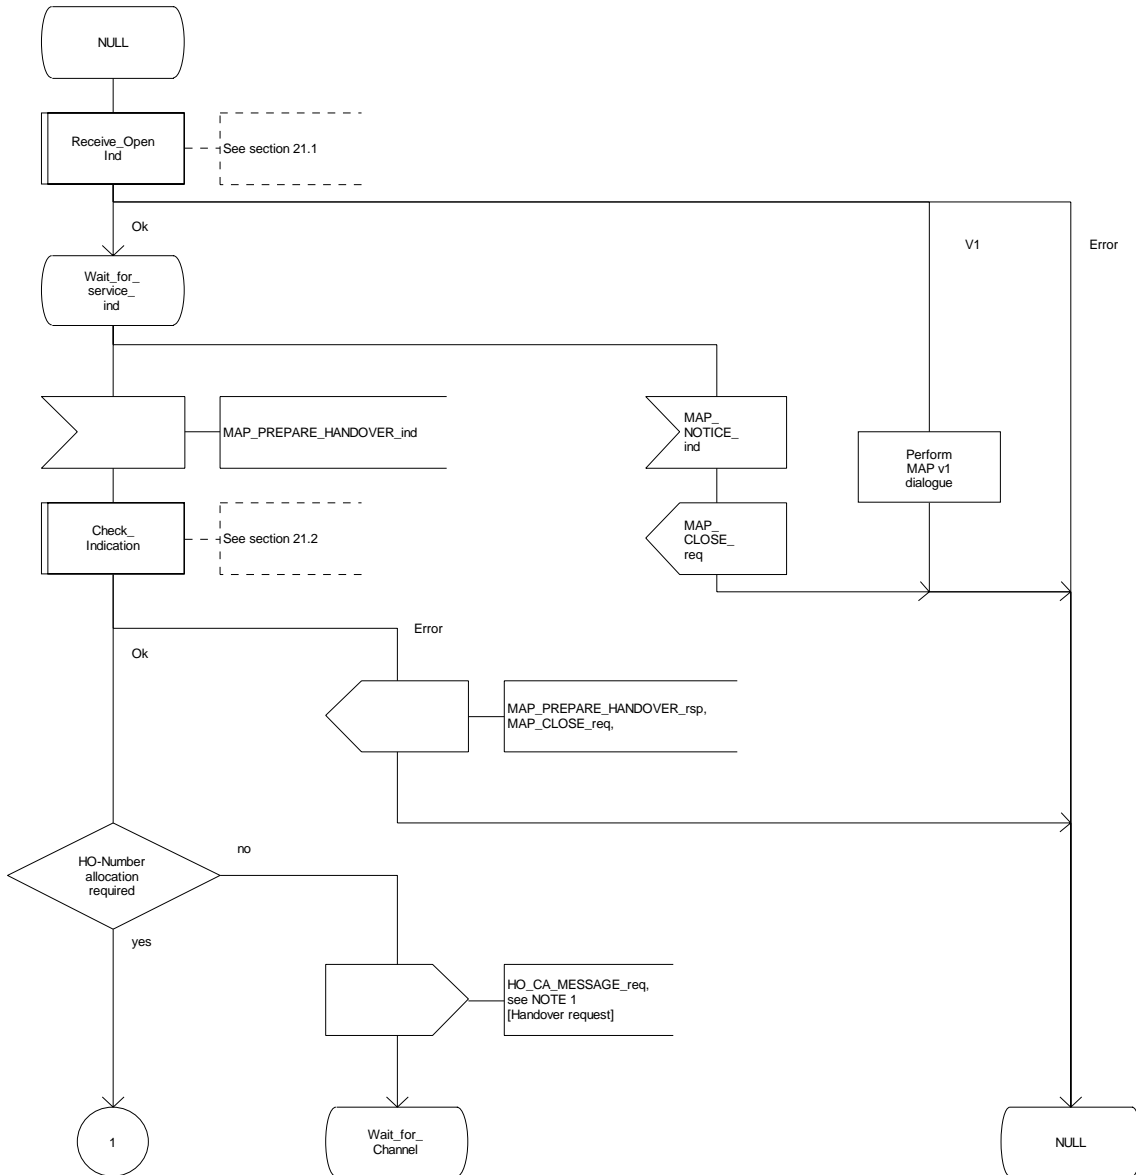 NULL
Receive_Open
Ind
See section 21.1
Ok
V1
Error
Wait_for_
service_
ind
MAP_PREPARE_HANDOVER_ind
MAP_
NOTICE_
ind
Perform
MAP v1
dialogue
Check_
Indication
See section 21.2
MAP_
CLOSE_
req
Error
Ok
MAP_PREPARE_HANDOVER_rsp,
MAP_CLOSE_req,
HO-Number
allocation
required
no
yes
HO_CA_MESSAGE_req,
see NOTE 1
[Handover request]
1
Wait_for_
Channel
NULL